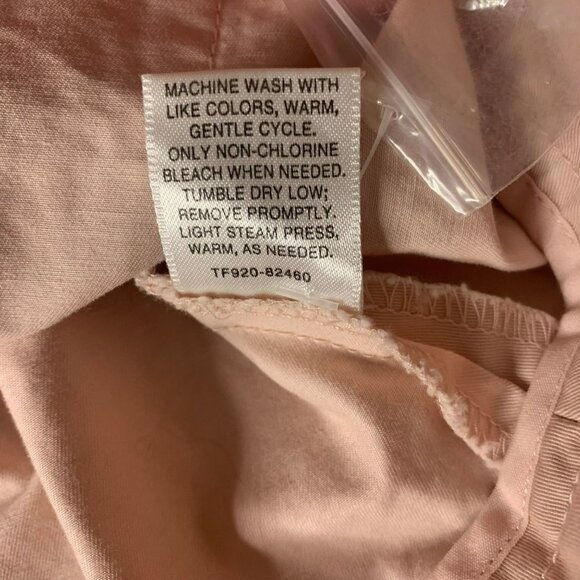 MACHINE WASH WITH
LIKE COLORS, WARM,
GENTLE CYCLE.
ONLY NON-CHLORINE
BLEACH WHEN NEEDED.
TUMBLE DRY LOW;
REMOVE PROMPTLY.
LIGHT STEAM PRESS,
WARM, AS NEEDED.
TF920-82460